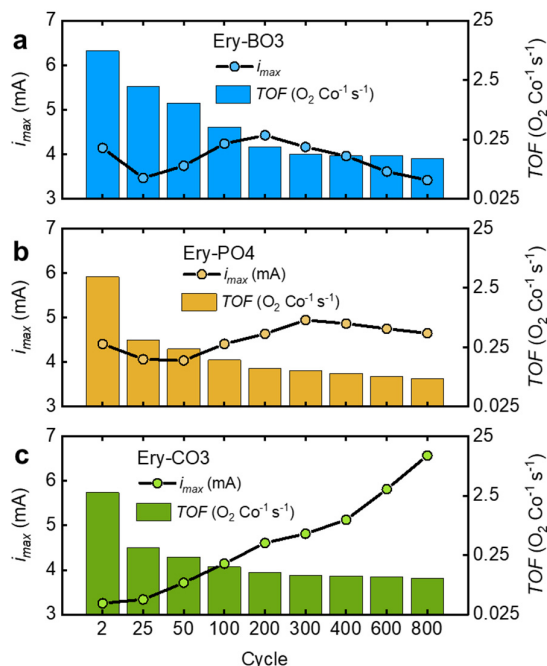 a
Ery-BO3
i_max
TOF (O₂ Co⁻¹ s⁻¹)
i_max (mA)
7
6
5
4
3
25
2.5
0.25
0.025
TOF (O₂ Co⁻¹ s⁻¹)
b
Ery-PO4
i_max (mA)
TOF (O₂ Co⁻¹ s⁻¹)
i_max (mA)
7
6
5
4
3
25
2.5
0.25
0.025
TOF (O₂ Co⁻¹ s⁻¹)
c
Ery-CO3
i_max (mA)
TOF (O₂ Co⁻¹ s⁻¹)
i_max (mA)
7
6
5
4
3
25
2.5
0.25
0.025
TOF (O₂ Co⁻¹ s⁻¹)
2 25 50 100 200 300 400 600 800
Cycle